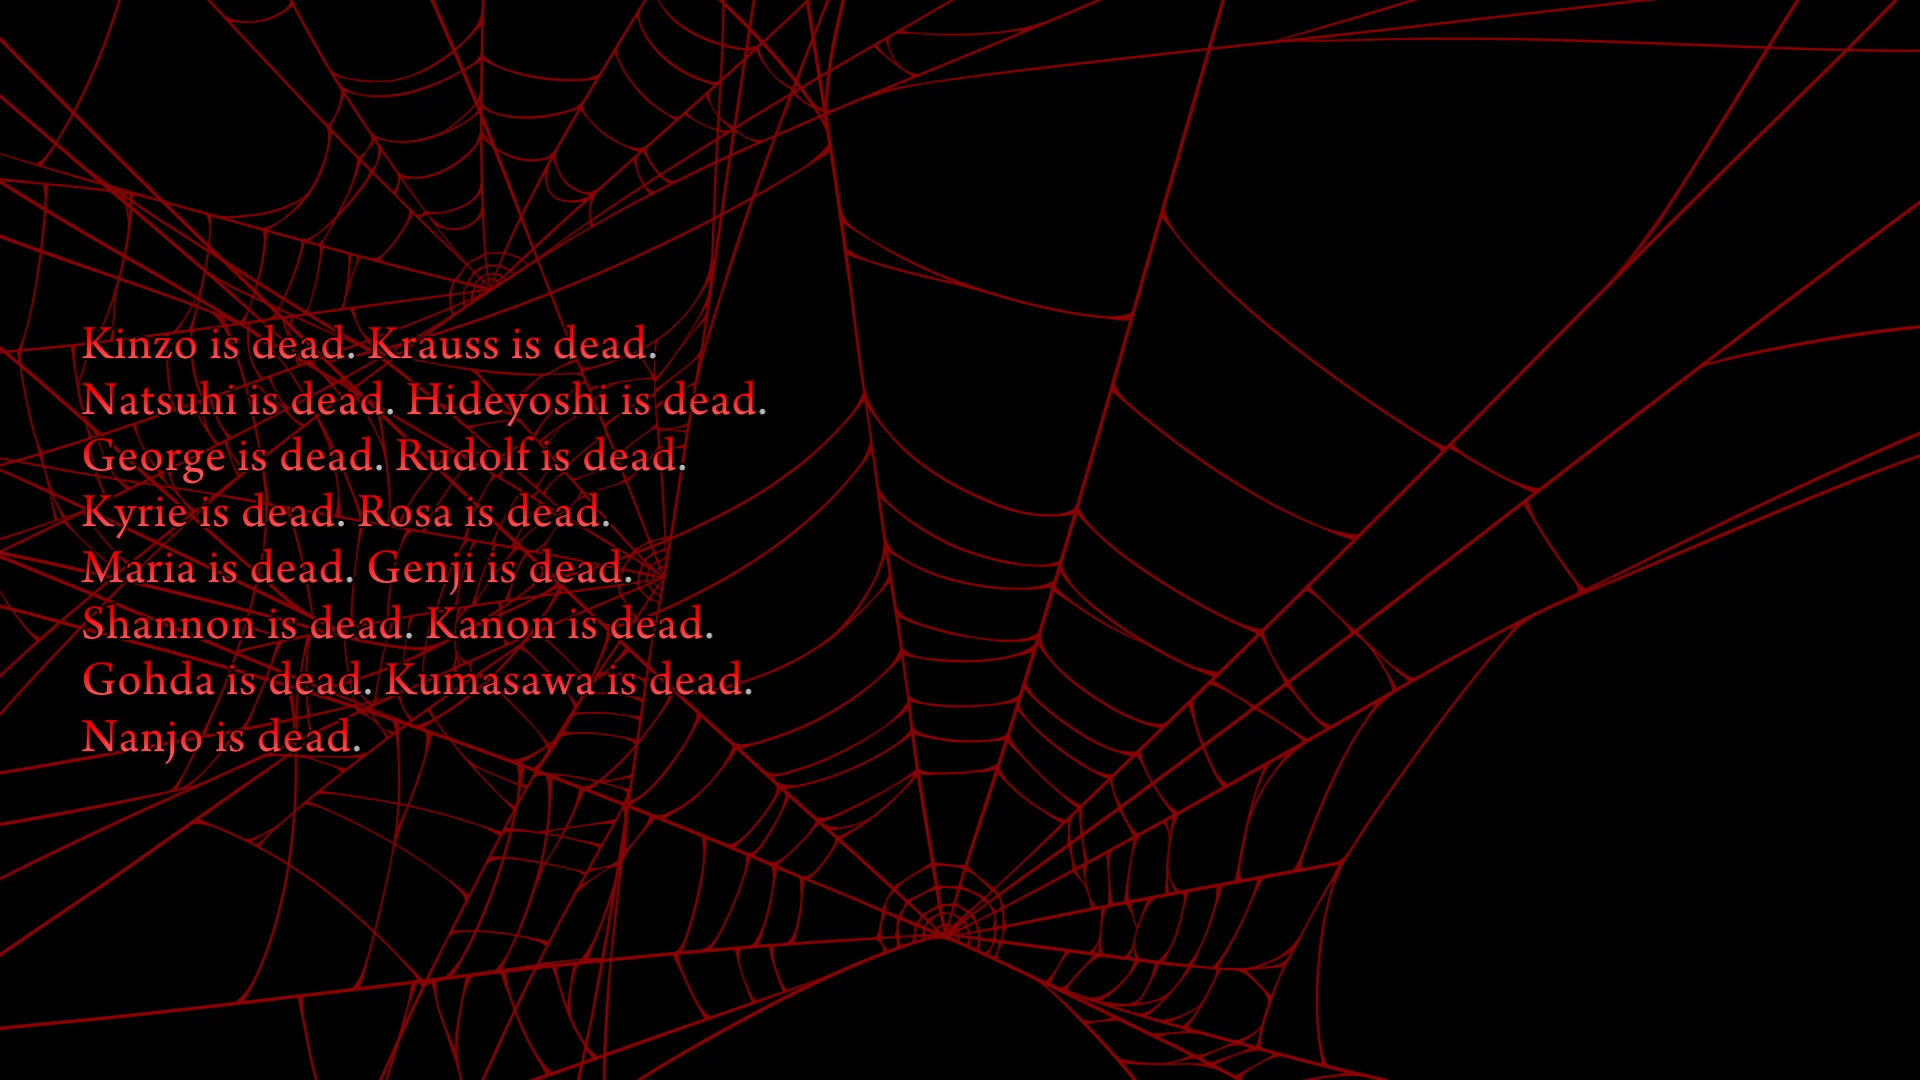 Kinzo is dead. Krauss is dead.
Natsuhi is dead. Hideyoshi is dead.
George is dead. Rudolf is dead.
Kyrie is dead. Rosa is dead.
Maria is dead. Genji is dead.
Shannon is dead. Kanon is dead.
Gohda is dead. Kumasawa is dead.
Nanjo is dead.